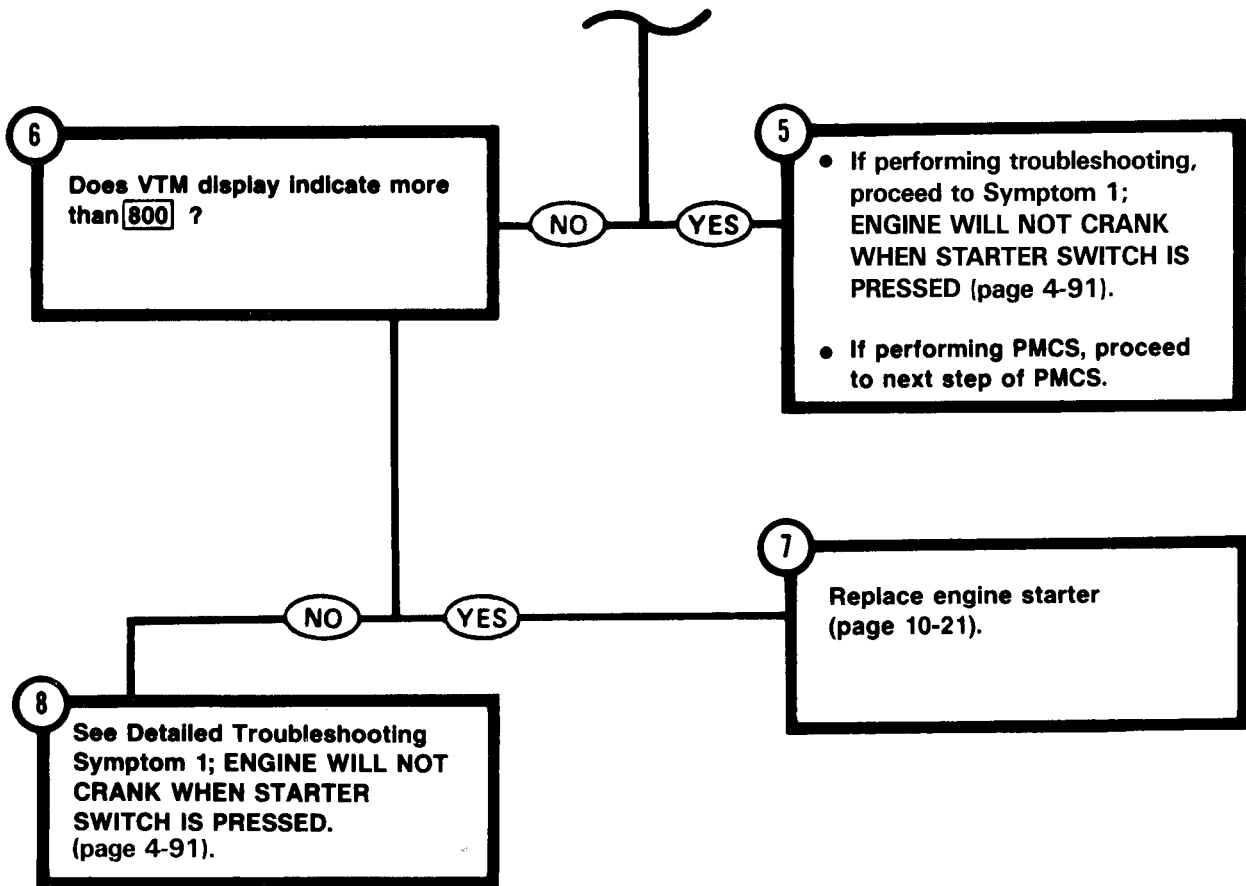 6
Does VTM display indicate more
than 800 ?
NO
YES
5
● If performing troubleshooting,
proceed to Symptom 1;
ENGINE WILL NOT CRANK
WHEN STARTER SWITCH IS
PRESSED (page 4-91).
● If performing PMCS, proceed
to next step of PMCS.
NO
YES
7
Replace engine starter
(page 10-21).
8
See Detailed Troubleshooting
Symptom 1; ENGINE WILL NOT
CRANK WHEN STARTER
SWITCH IS PRESSED.
(page 4-91).